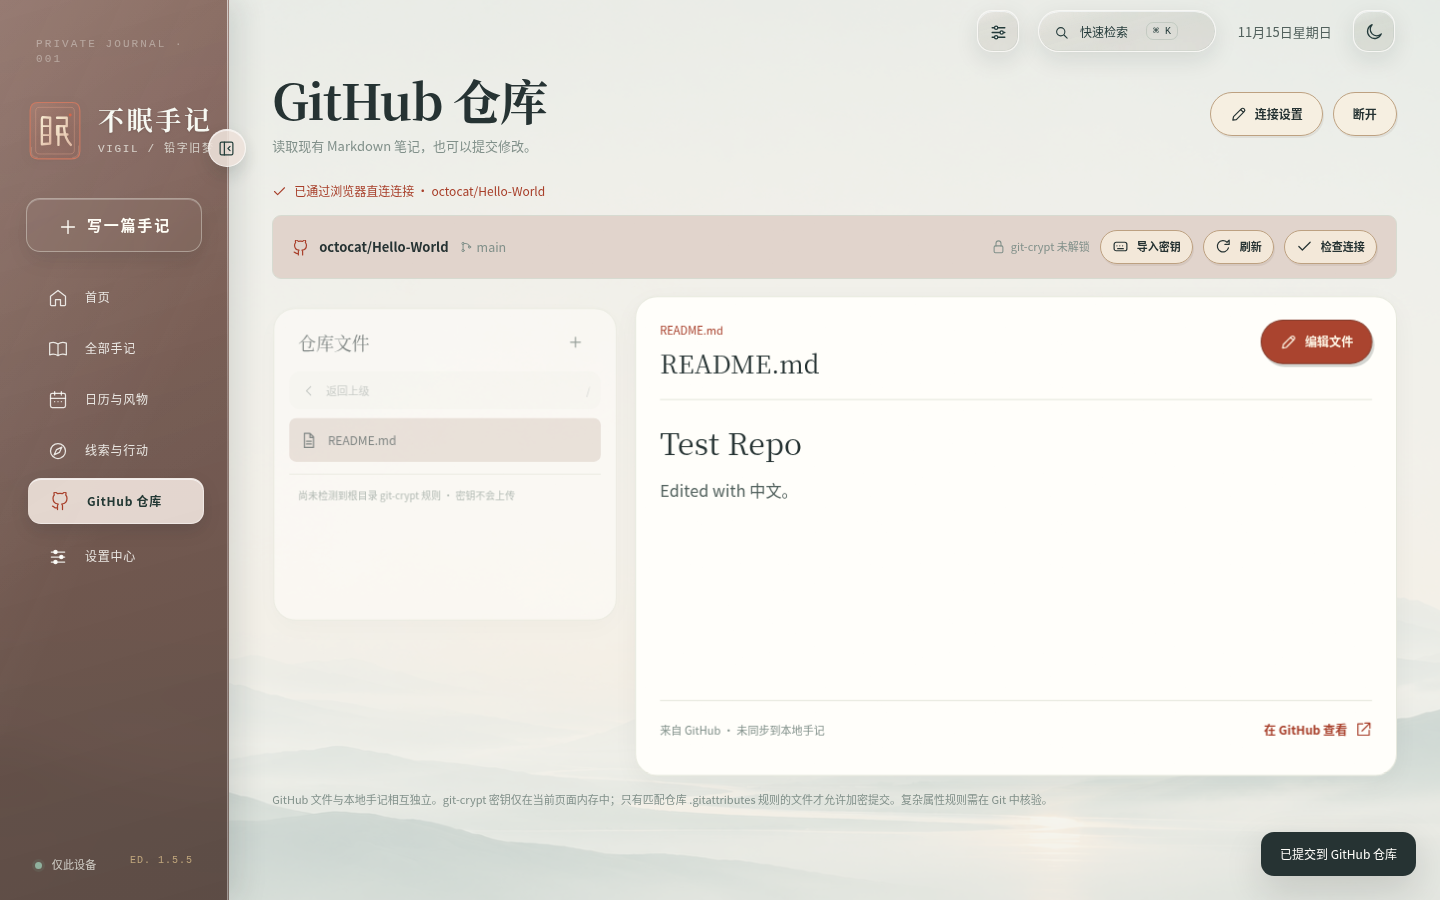 PRIVATE JOURNAL ·
001
眠
不眠手记
VIGIL / 铅字旧
写一篇手记
首页
全部手记
日历与风物
线索与行动
GitHub 仓库
设置中心
仅此设备
ED. 1.5.5
快速检索 ⌘ K
11月15日星期日
GitHub 仓库
读取现有 Markdown 笔记，也可以提交修改。
连接设置
断开
已通过浏览器直连连接 · octocat/Hello-World
octocat/Hello-World main
git-crypt 未解锁
导入密钥
刷新
检查连接
仓库文件
返回上级 /
README.md
尚未检测到根目录 git-crypt 规则 · 密钥不会上传
README.md
README.md
编辑文件
Test Repo
Edited with 中文。
来自 GitHub · 未同步到本地手记
在 GitHub 查看
GitHub 文件与本地手记相互独立。git-crypt 密钥仅在当前页面内存中；只有匹配仓库 .gitattributes 规则的文件才允许加密提交。复杂属性规则需在 Git 中核验。
已提交到 GitHub 仓库